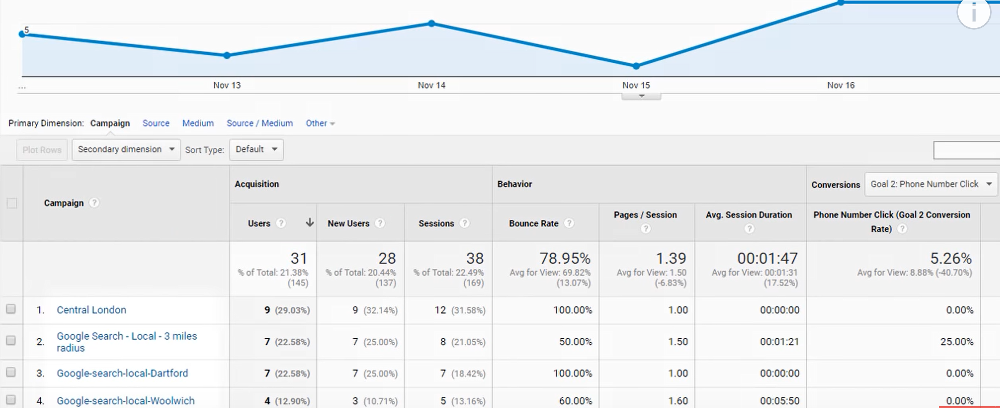 5
...
Nov 13
Nov 14
Nov 15
Nov 16
Primary Dimension: Campaign Source Medium Source / Medium Other
Plot Rows Secondary dimension Sort Type: Default
Campaign ?
Acquisition
Behavior
Conversions Goal 2: Phone Number Click
Users ?
New Users ?
Sessions ?
Bounce Rate ?
Pages / Session
?
Avg. Session Duration
?
Phone Number Click (Goal 2 Conversion
Rate) ?
31
% of Total: 21.38%
(145)
28
% of Total: 20.44%
(137)
38
% of Total: 22.49%
(169)
78.95%
Avg for View: 69.82%
(13.07%)
1.39
Avg for View: 1.50
(-6.83%)
00:01:47
Avg for View: 00:01:31
(17.52%)
5.26%
Avg for View: 8.88% (-40.70%)
1. Central London 9 (29.03%) 9 (32.14%) 12 (31.58%) 100.00% 1.00 00:00:00 0.00%
2. Google Search - Local - 3 miles
radius
7 (22.58%) 7 (25.00%) 8 (21.05%) 50.00% 1.50 00:01:21 25.00%
3. Google-search-local-Dartford 7 (22.58%) 7 (25.00%) 7 (18.42%) 100.00% 1.00 00:00:00 0.00%
4. Google-search-local-Woolwich 4 (12.90%) 3 (10.71%) 5 (13.16%) 60.00% 1.60 00:05:50 0.00%